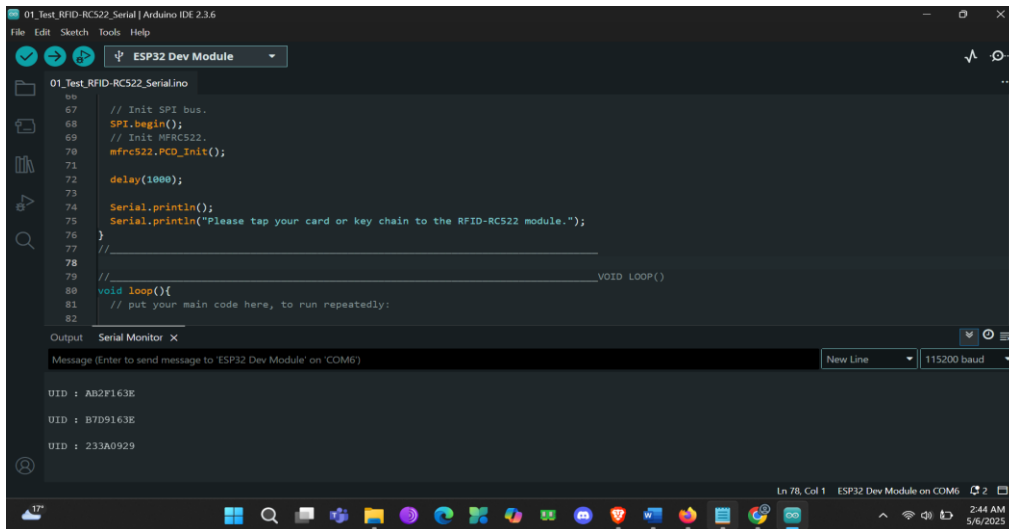 01_Test_RFID-RC522_Serial | Arduino IDE 2.3.6
File Edit Sketch Tools Help
ESP32 Dev Module
01_Test_RFID-RC522_Serial.ino
66
67 // Init SPI bus.
68 SPI.begin();
69 // Init MFRC522.
70 mfrc522.PCD_Init();
71
72 delay(1000);
73
74 Serial.println();
75 Serial.println("Please tap your card or key chain to the RFID-RC522 module.");
76 }
77 //________________________________________________________________________________
78
79 //________________________________________________________________________________VOID LOOP()
80 void loop(){
81 // put your main code here, to run repeatedly:
82
Output Serial Monitor
Message (Enter to send message to 'ESP32 Dev Module' on 'COM6')
New Line
115200 baud
UID : AB2F163E
UID : B7D9163E
UID : 233A0929
Ln 78, Col 1 ESP32 Dev Module on COM6 2
17°
2:44 AM
5/6/2025